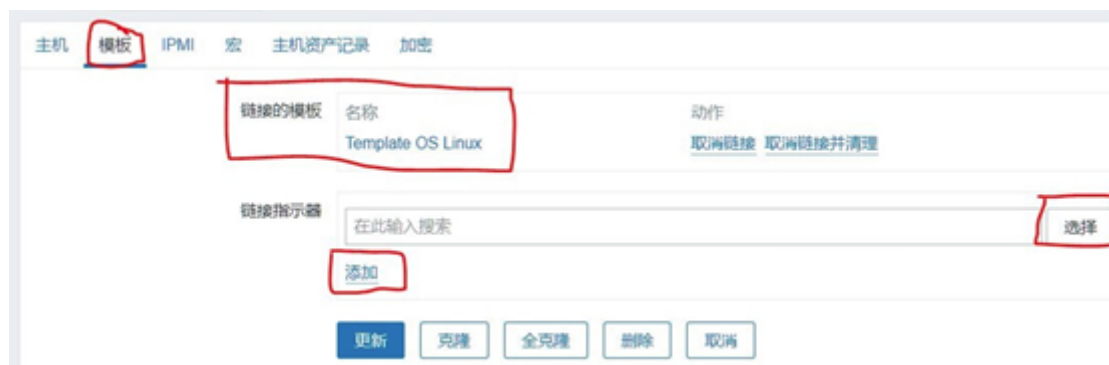 主机 模板 IPMI 宏 主机资产记录 加密
链接的模板 名称 动作
Template OS Linux 取消链接 取消链接并清理
链接指示器 在此输入搜索 选择
添加
更新 克隆 全克隆 删除 取消